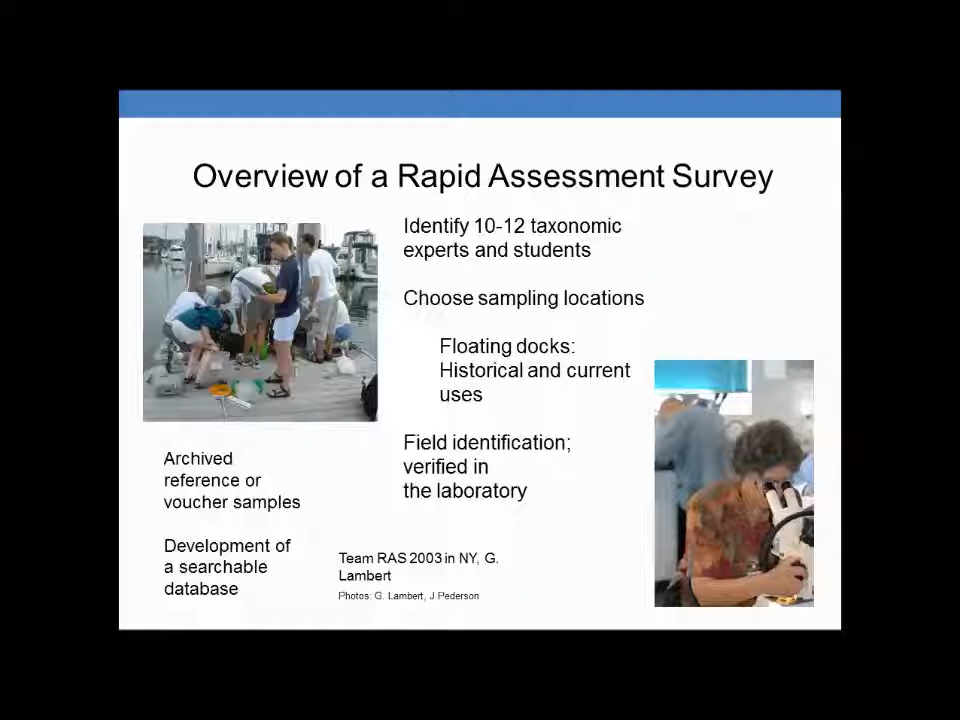 Overview of a Rapid Assessment Survey
Identify 10-12 taxonomic
experts and students
Choose sampling locations
Floating docks:
Historical and current
uses
Field identification;
verified in
the laboratory
Archived
reference or
voucher samples
Development of
a searchable
database
Team RAS 2003 in NY, G.
Lambert
Photos: G. Lambert, J Pederson